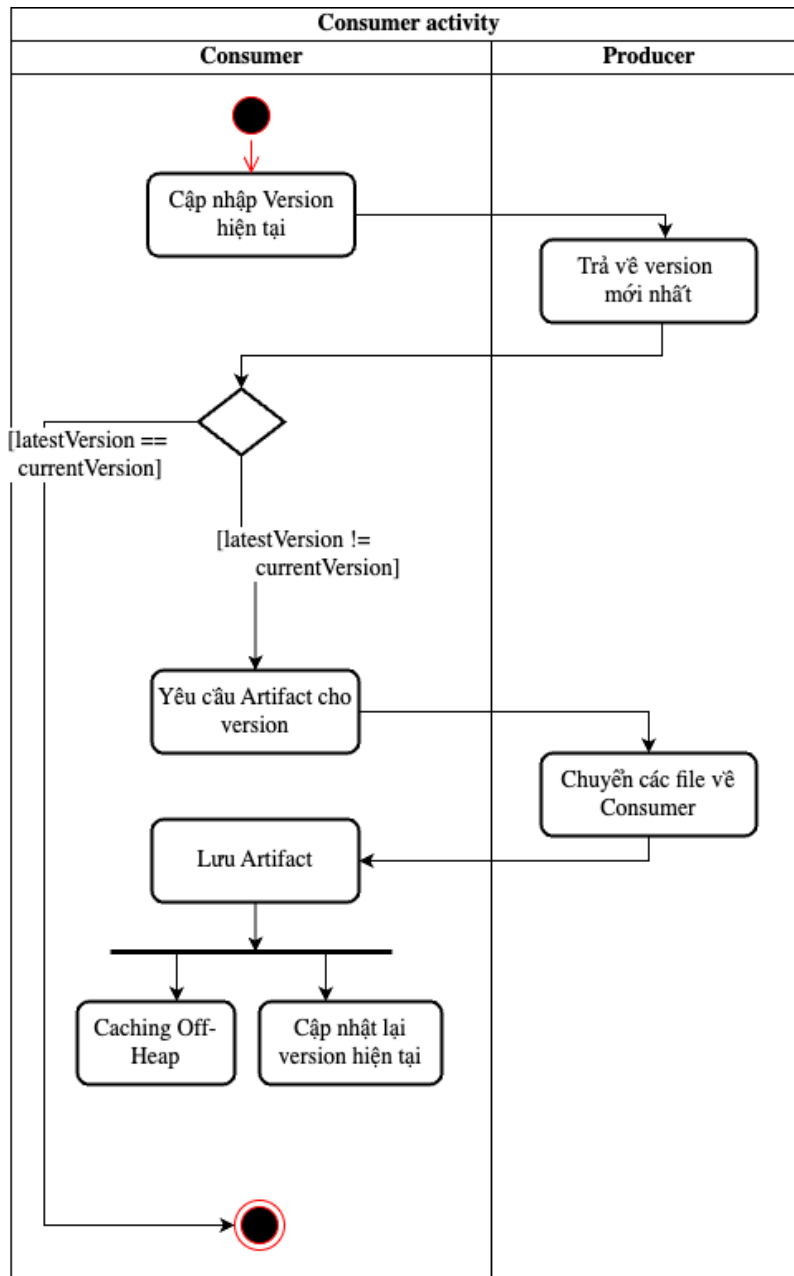 Consumer activity
Consumer
Producer
Cập nhập Version
hiện tại
Trả về version
mới nhất
[latestVersion ==
currentVersion]
[latestVersion !=
currentVersion]
Yêu cầu Artifact cho
version
Chuyển các file về
Consumer
Lưu Artifact
Caching Off-
Heap
Cập nhật lại
version hiện tại